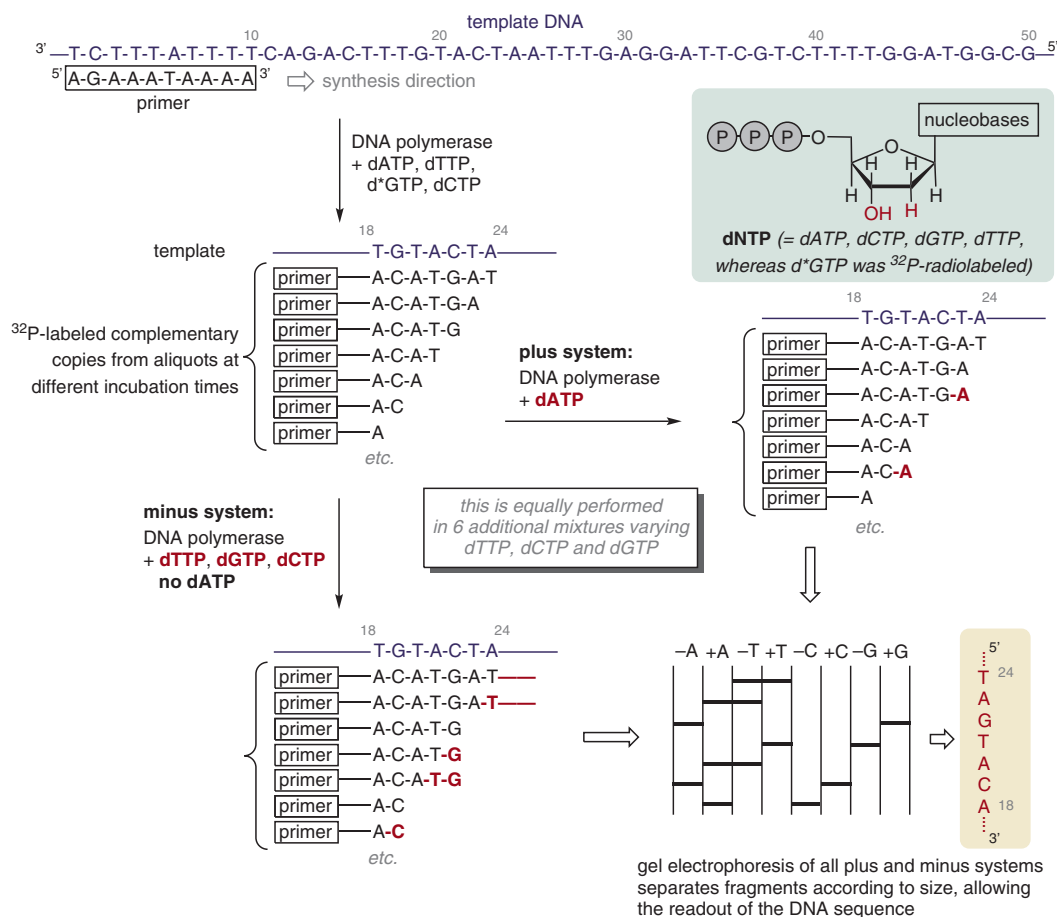 template DNA
10 20 30 40 50
3' —T-C-T-T-T-A-T-T-T-T-C-A-G-A-C-T-T-T-G-T-A-C-T-A-A-T-T-T-G-A-G-G-A-T-T-C-G-T-C-T-T-T-T-G-G-A-T-G-G-C-G— 5'
5' A-G-A-A-A-T-A-A-A-A 3'
synthesis direction
primer
DNA polymerase
+ dATP, dTTP,
d*GTP, dCTP
nucleobases
P P P O
O
H H
H H
OH H
dNTP (= dATP, dCTP, dGTP, dTTP,
whereas d*GTP was 32P-radiolabeled)
18 24
template T-G-T-A-C-T-A
primer A-C-A-T-G-A-T
primer A-C-A-T-G-A
primer A-C-A-T-G
primer A-C-A-T
primer A-C-A
primer A-C
primer A
etc.
32P-labeled complementary
copies from aliquots at
different incubation times
plus system:
DNA polymerase
+ dATP
18 24
T-G-T-A-C-T-A
primer A-C-A-T-G-A-T
primer A-C-A-T-G-A
primer A-C-A-T-G-A
primer A-C-A-T
primer A-C-A
primer A-C-A
primer A
etc.
minus system:
DNA polymerase
+ dTTP, dGTP, dCTP
no dATP
this is equally performed
in 6 additional mixtures varying
dTTP, dCTP and dGTP
18 24
T-G-T-A-C-T-A
primer A-C-A-T-G-A-T
primer A-C-A-T-G-A-T
primer A-C-A-T-G
primer A-C-A-T-G
primer A-C-A-T-G
primer A-C
primer A-C
etc.
–A +A –T +T –C +C –G +G
5'
T 24
A
G
T
A
C
A 18
3'
gel electrophoresis of all plus and minus systems
separates fragments according to size, allowing
the readout of the DNA sequence